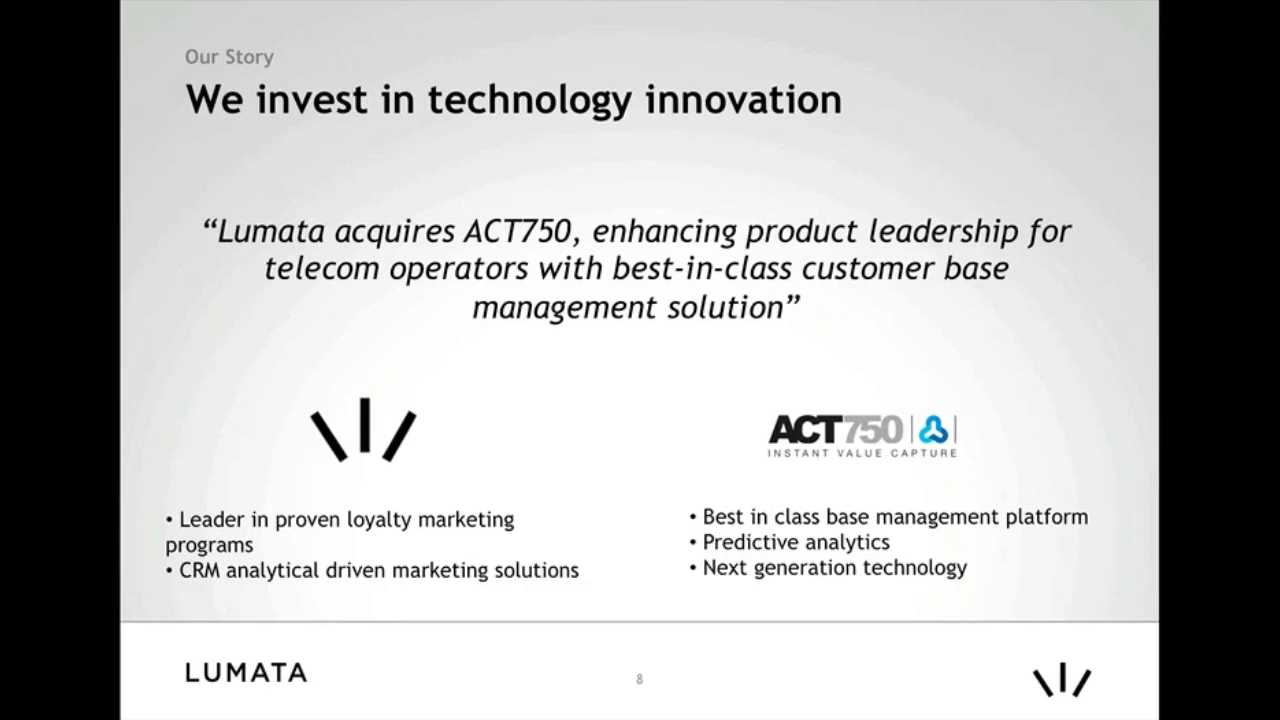 Our Story
We invest in technology innovation
“Lumata acquires ACT750, enhancing product leadership for
telecom operators with best-in-class customer base
management solution”
ACT750
INSTANT VALUE CAPTURE
• Leader in proven loyalty marketing
programs
• CRM analytical driven marketing solutions
• Best in class base management platform
• Predictive analytics
• Next generation technology
LUMATA
8